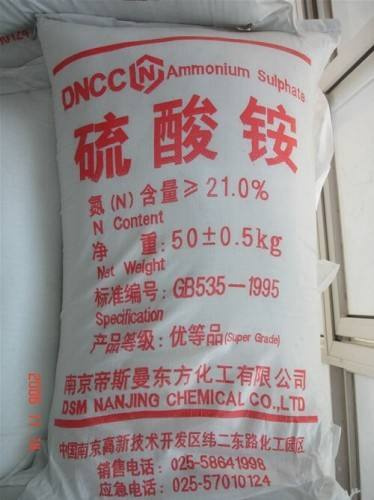 DNCC N Ammonium Sulphate
硫酸铵
氮(N)含量≥21.0%
N Content
净 重:50±0.5kg
Net Weight
标准编号:GB535-1995
Specification
产品等级:优等品(Super Grade)
南京帝斯曼东方化工有限公司
DSM NANJING CHEMICAL CO.,LTD
中国南京高新技术开发区纬二东路化工园区
销售电话:025-58641998
应急电话:025-57010124